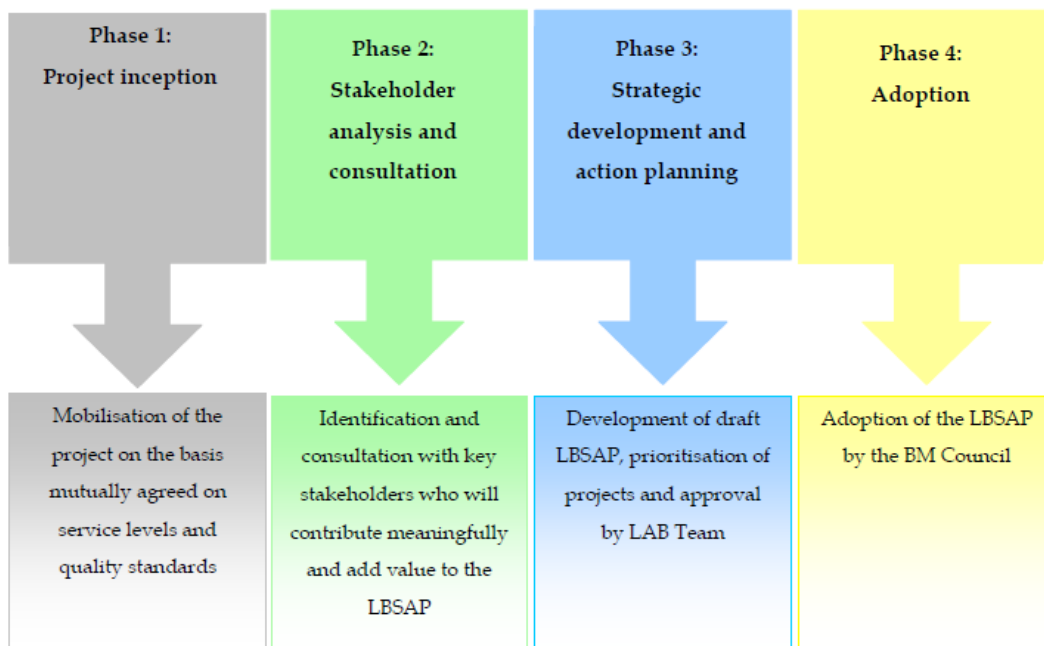 Phase 1:
Project inception
Phase 2:
Stakeholder
analysis and
consultation
Phase 3:
Strategic
development and
action planning
Phase 4:
Adoption
Mobilisation of the
project on the basis
mutually agreed on
service levels and
quality standards
Identification and
consultation with key
stakeholders who will
contribute meaningfully
and add value to the
LBSAP
Development of draft
LBSAP, prioritisation of
projects and approval
by LAB Team
Adoption of the LBSAP
by the BM Council